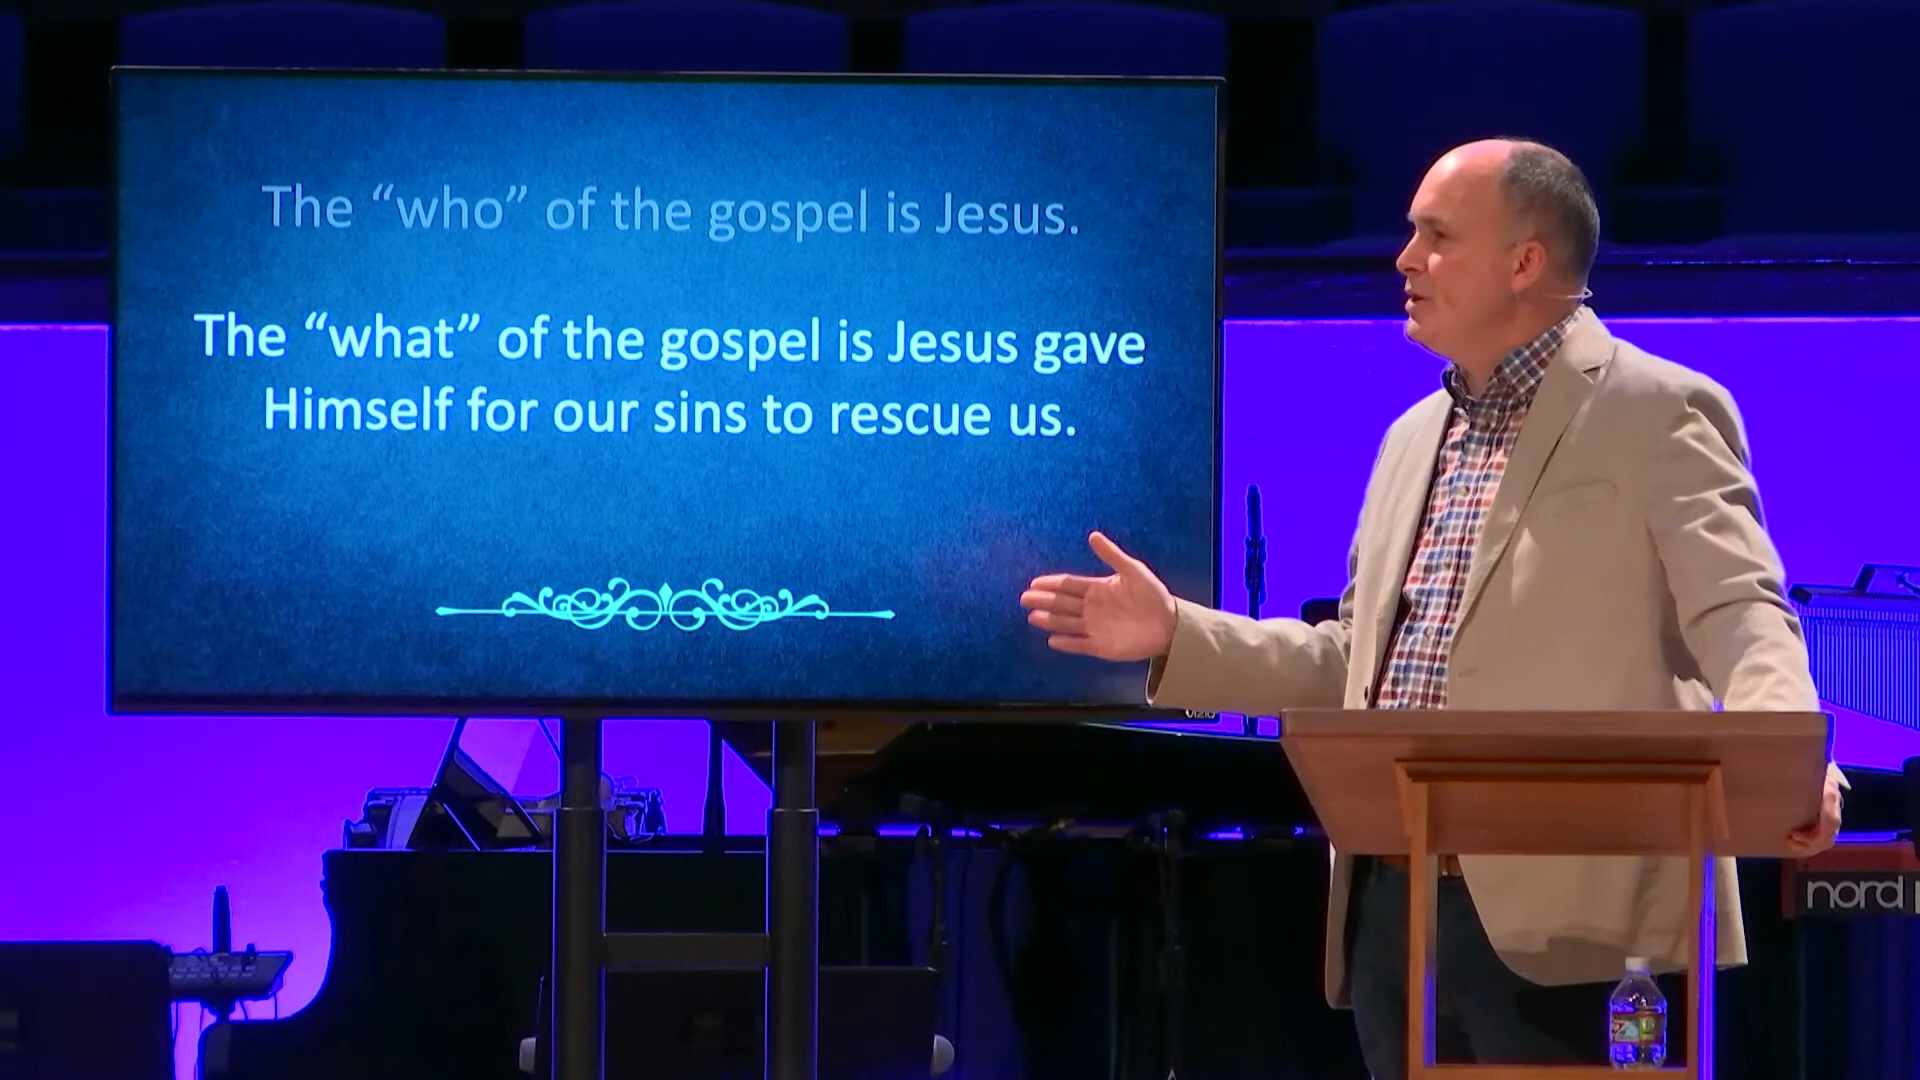 The “who” of the gospel is Jesus.
The “what” of the gospel is Jesus gave
Himself for our sins to rescue us.
VIZIO
nord